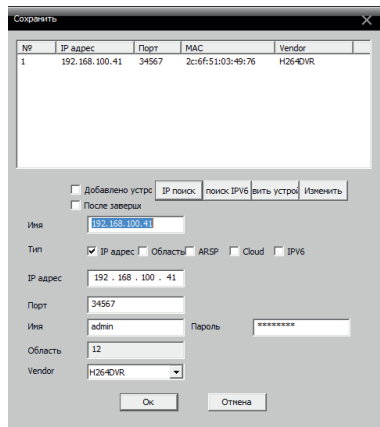 Сохранить
№ IP адрес Порт MAC Vendor
1 192.168.100.41 34567 2c:6f:51:03:49:76 H264DVR
Добавлено устрс IP поиск поиск IPV6 вить устрой Изменить
После заверши
Имя 192.168.100.41
Тип IP адрес Область ARSP Cloud IPV6
IP адрес 192 . 168 . 100 . 41
Порт 34567
Имя admin Пароль ********
Область 12
Vendor H264DVR
Ок Отмена